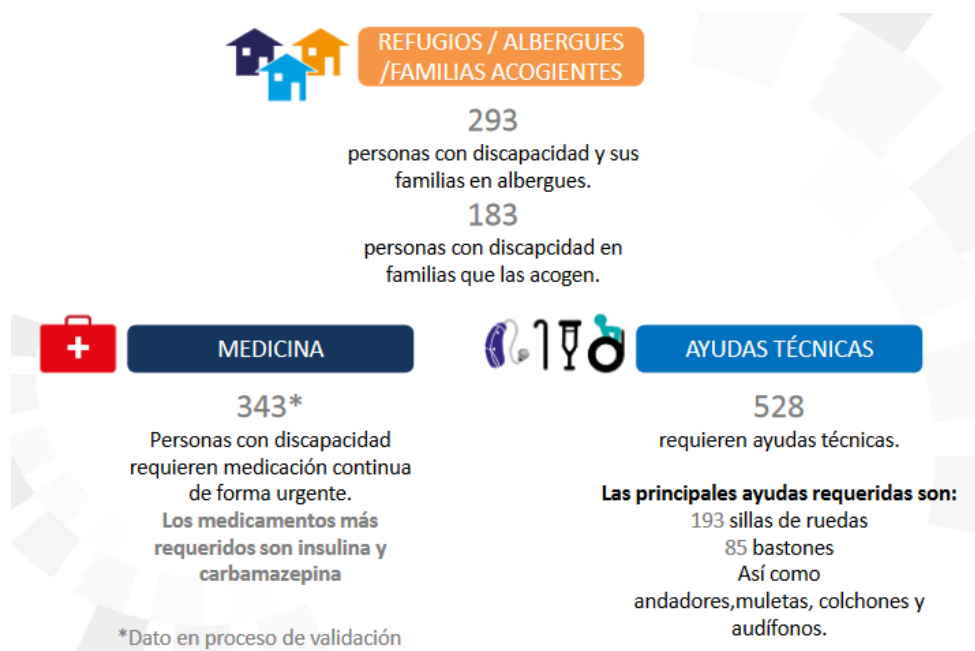 REFUGIOS / ALBERGUES
/FAMILIAS ACOGIENTES
293
personas con discapacidad y sus
familias en albergues.
183
personas con discapcidad en
familias que las acogen.
MEDICINA
343*
Personas con discapacidad
requieren medicación continua
de forma urgente.
Los medicamentos más
requeridos son insulina y
carbamazepina
*Dato en proceso de validación
AYUDAS TÉCNICAS
528
requieren ayudas técnicas.
Las principales ayudas requeridas son:
193 sillas de ruedas
85 bastones
Así como
andadores,muletas, colchones y
audífonos.